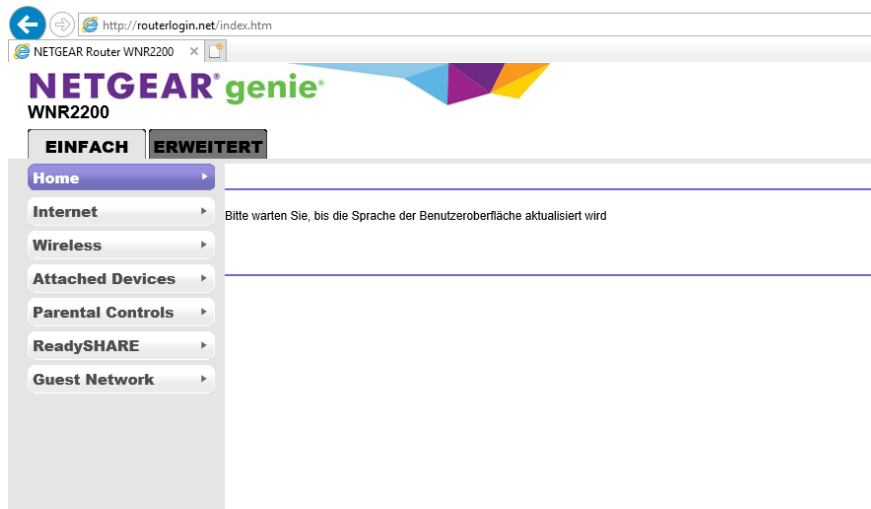 http://routerlogin.net/index.htm
NETGEAR Router WNR2200
NETGEAR® genie®
WNR2200
EINFACH ERWEITERT
Home
Internet
Bitte warten Sie, bis die Sprache der Benutzeroberfläche aktualisiert wird
Wireless
Attached Devices
Parental Controls
ReadySHARE
Guest Network